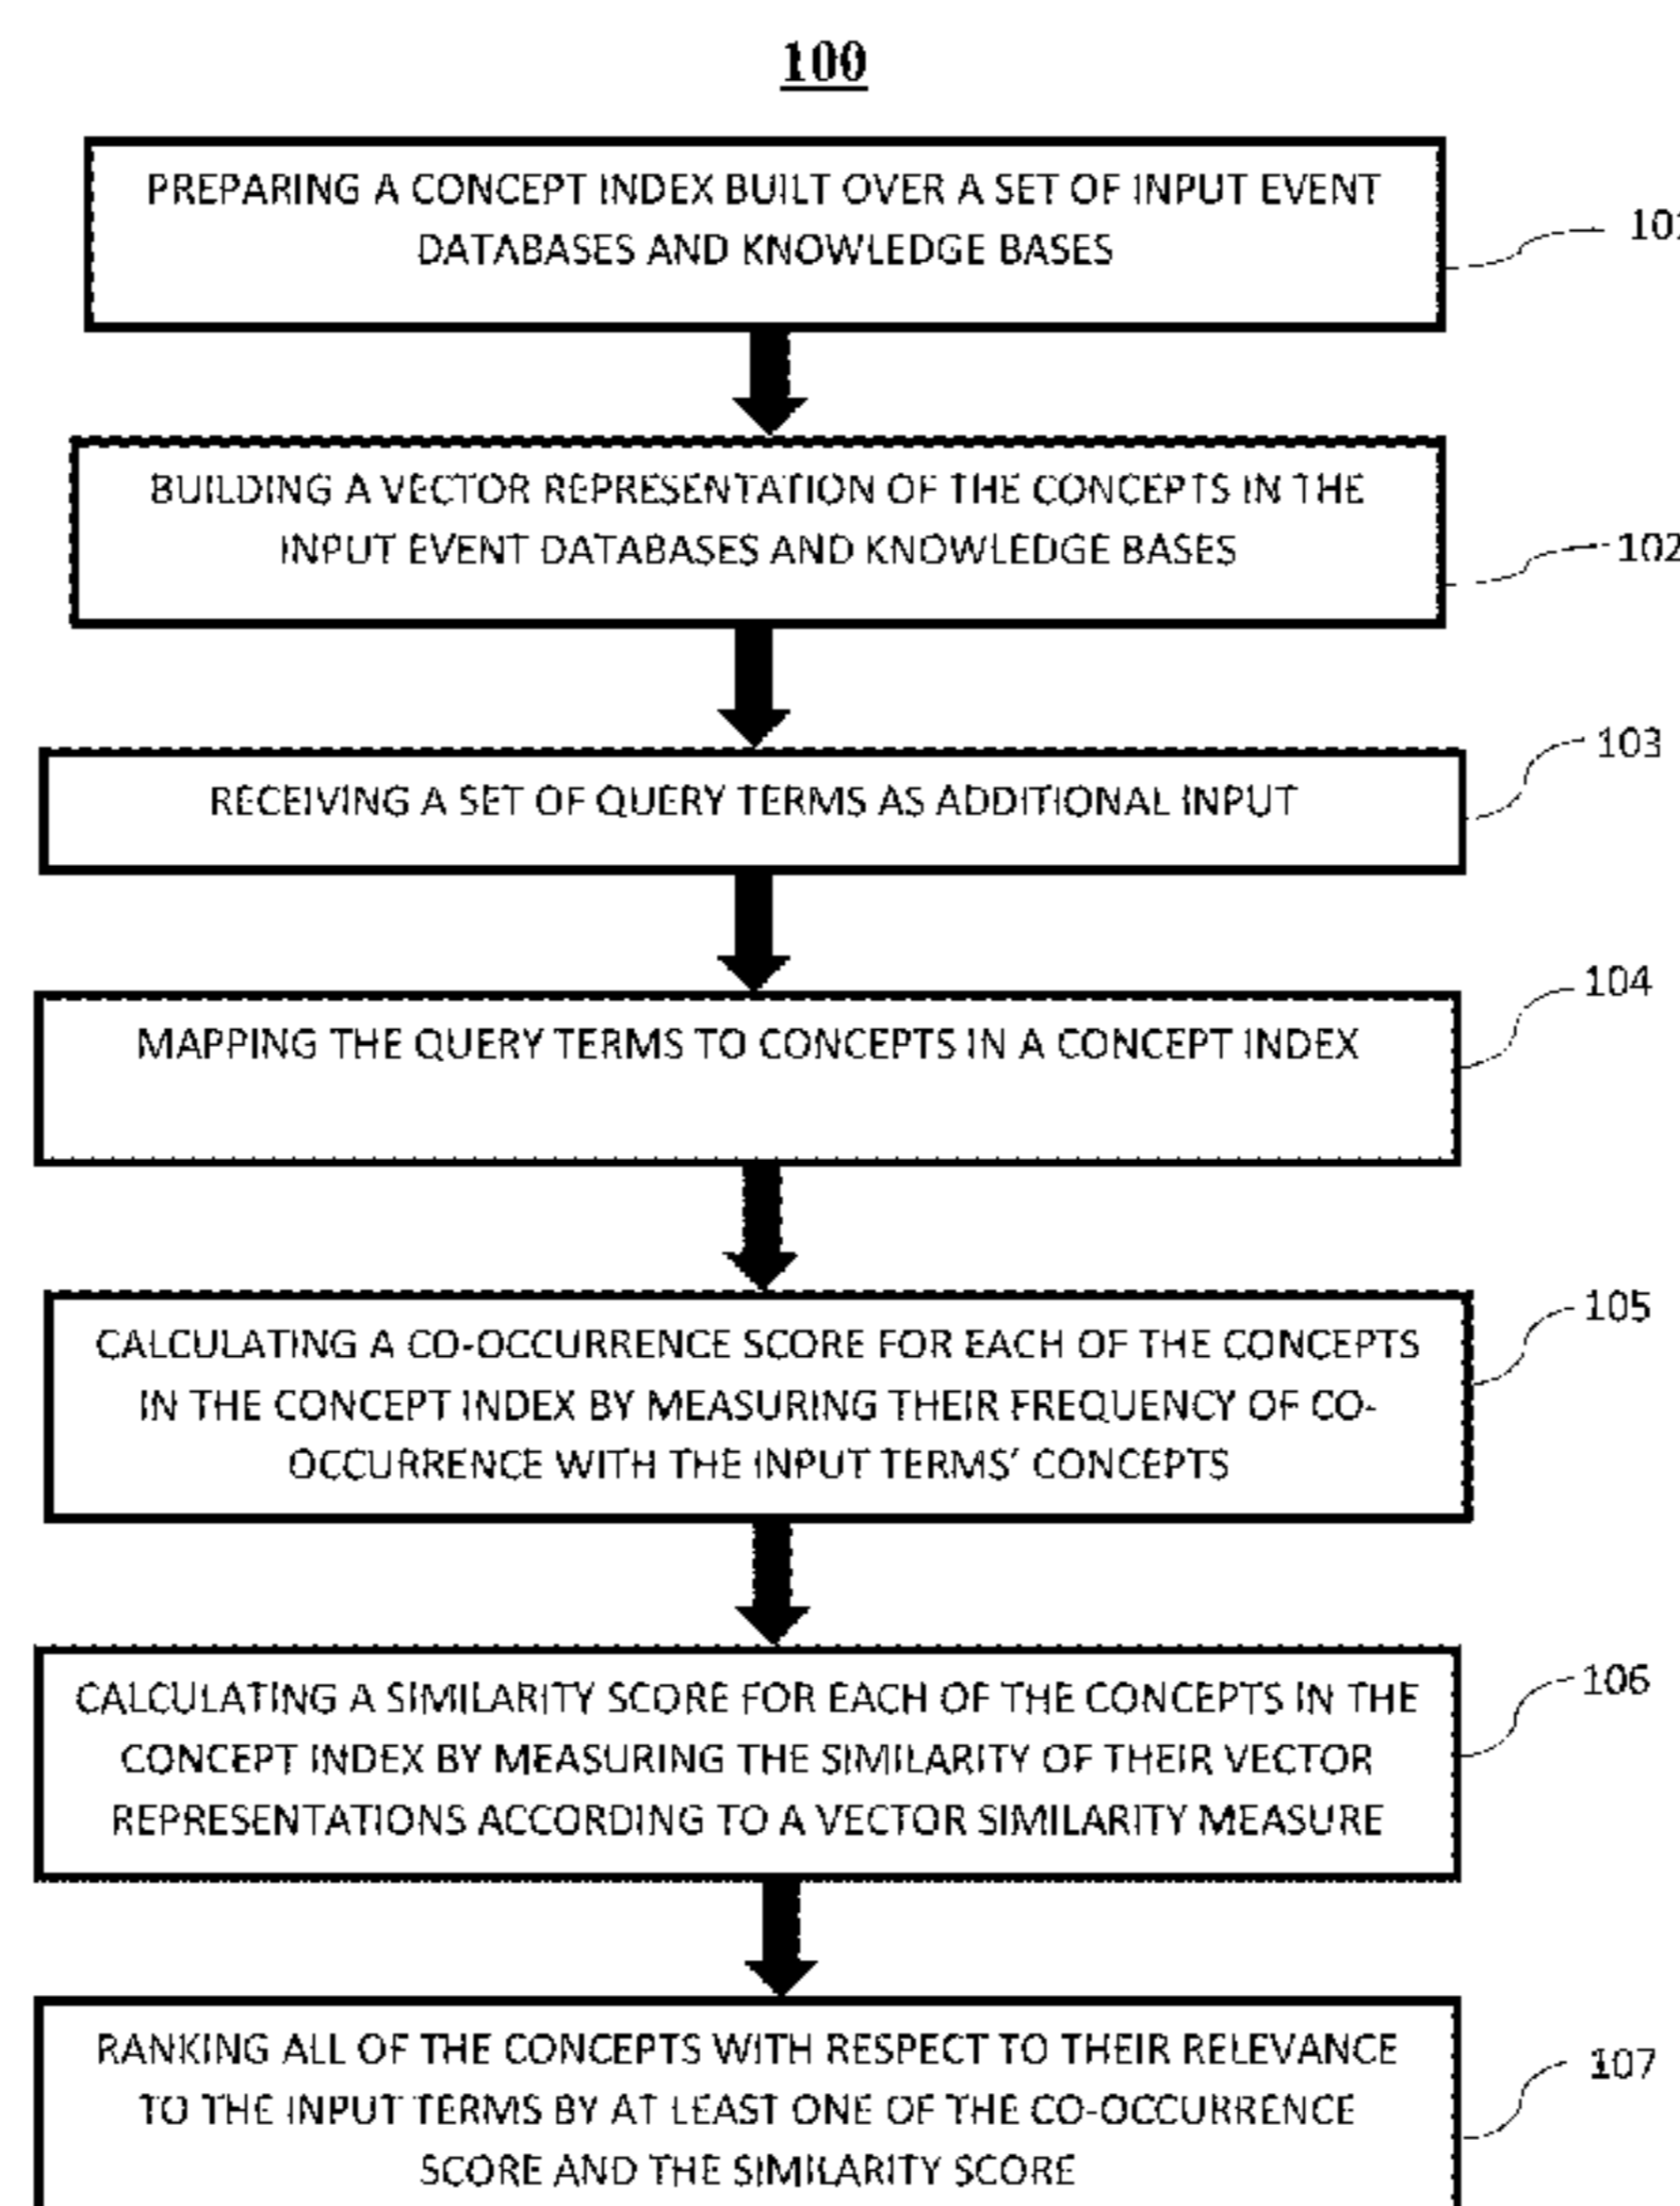 100
PREPARING A CONCEPT INDEX BUILT OVER A SET OF INPUT EVENT
DATABASES AND KNOWLEDGE BASES
101
BUILDING A VECTOR REPRESENTATION OF THE CONCEPTS IN THE
INPUT EVENT DATABASES AND KNOWLEDGE BASES
102
103
RECEIVING A SET OF QUERY TERMS AS ADDITIONAL INPUT
104
MAPPING THE QUERY TERMS TO CONCEPTS IN A CONCEPT INDEX
105
CALCULATING A CO-OCCURRENCE SCORE FOR EACH OF THE CONCEPTS
IN THE CONCEPT INDEX BY MEASURING THEIR FREQUENCY OF CO-
OCCURRENCE WITH THE INPUT TERMS’ CONCEPTS
106
CALCULATING A SIMILARITY SCORE FOR EACH OF THE CONCEPTS IN THE
CONCEPT INDEX BY MEASURING THE SIMILARITY OF THEIR VECTOR
REPRESENTATIONS ACCORDING TO A VECTOR SIMILARITY MEASURE
RANKING ALL OF THE CONCEPTS WITH RESPECT TO THEIR RELEVANCE
107
TO THE INPUT TERMS BY AT LEAST ONE OF THE CO-OCCURRENCE
SCORE AND THE SIMILARITY SCORE